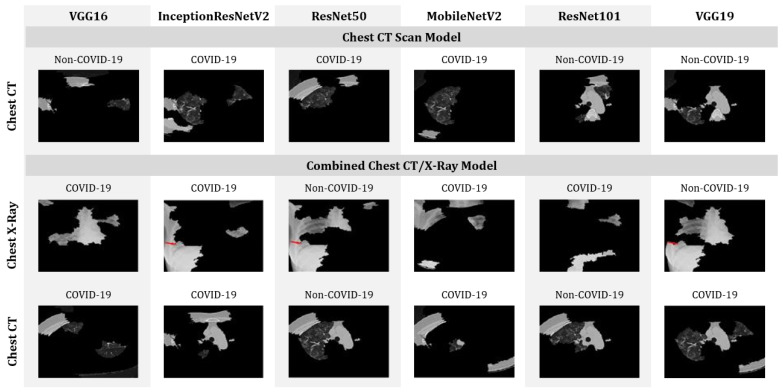 VGG16 InceptionResNetV2 ResNet50 MobileNetV2 ResNet101 VGG19
Chest CT Scan Model
Chest CT
Non-COVID-19 COVID-19 COVID-19 COVID-19 Non-COVID-19 COVID-19
Combined Chest CT/X-Ray Model
Chest X-Ray
COVID-19 COVID-19 Non-COVID-19 COVID-19 COVID-19 Non-COVID-19
Chest CT
COVID-19 COVID-19 Non-COVID-19 COVID-19 Non-COVID-19 COVID-19